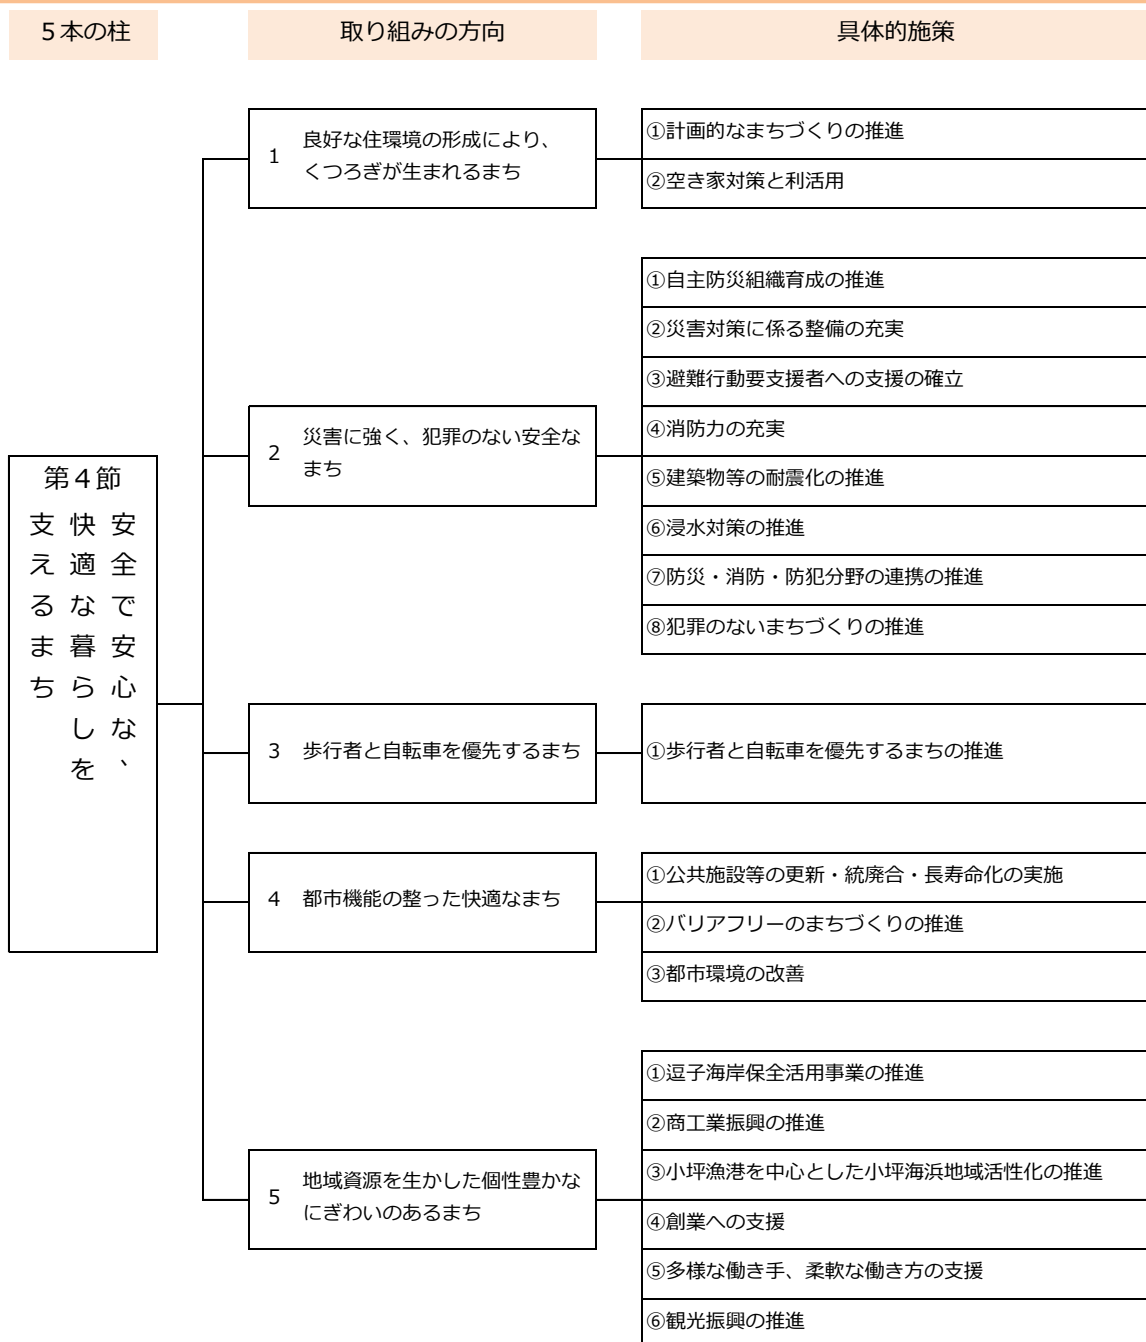 5本の柱
取り組みの方向
具体的施策
第4節
安全で安心な、
快適な暮らしを
支えるまち
1
良好な住環境の形成により、
くつろぎが生まれるまち
①計画的なまちづくりの推進
②空き家対策と利活用
2
災害に強く、犯罪のない安全な
まち
①自主防災組織育成の推進
②災害対策に係る整備の充実
③避難行動要支援者への支援の確立
④消防力の充実
⑤建築物等の耐震化の推進
⑥浸水対策の推進
⑦防災・消防・防犯分野の連携の推進
⑧犯罪のないまちづくりの推進
3 歩行者と自転車を優先するまち
①歩行者と自転車を優先するまちの推進
4 都市機能の整った快適なまち
①公共施設等の更新・統廃合・長寿命化の実施
②バリアフリーのまちづくりの推進
③都市環境の改善
5
地域資源を生かした個性豊かな
にぎわいのあるまち
①逗子海岸保全活用事業の推進
②商工業振興の推進
③小坪漁港を中心とした小坪海浜地域活性化の推進
④創業への支援
⑤多様な働き手、柔軟な働き方の支援
⑥観光振興の推進